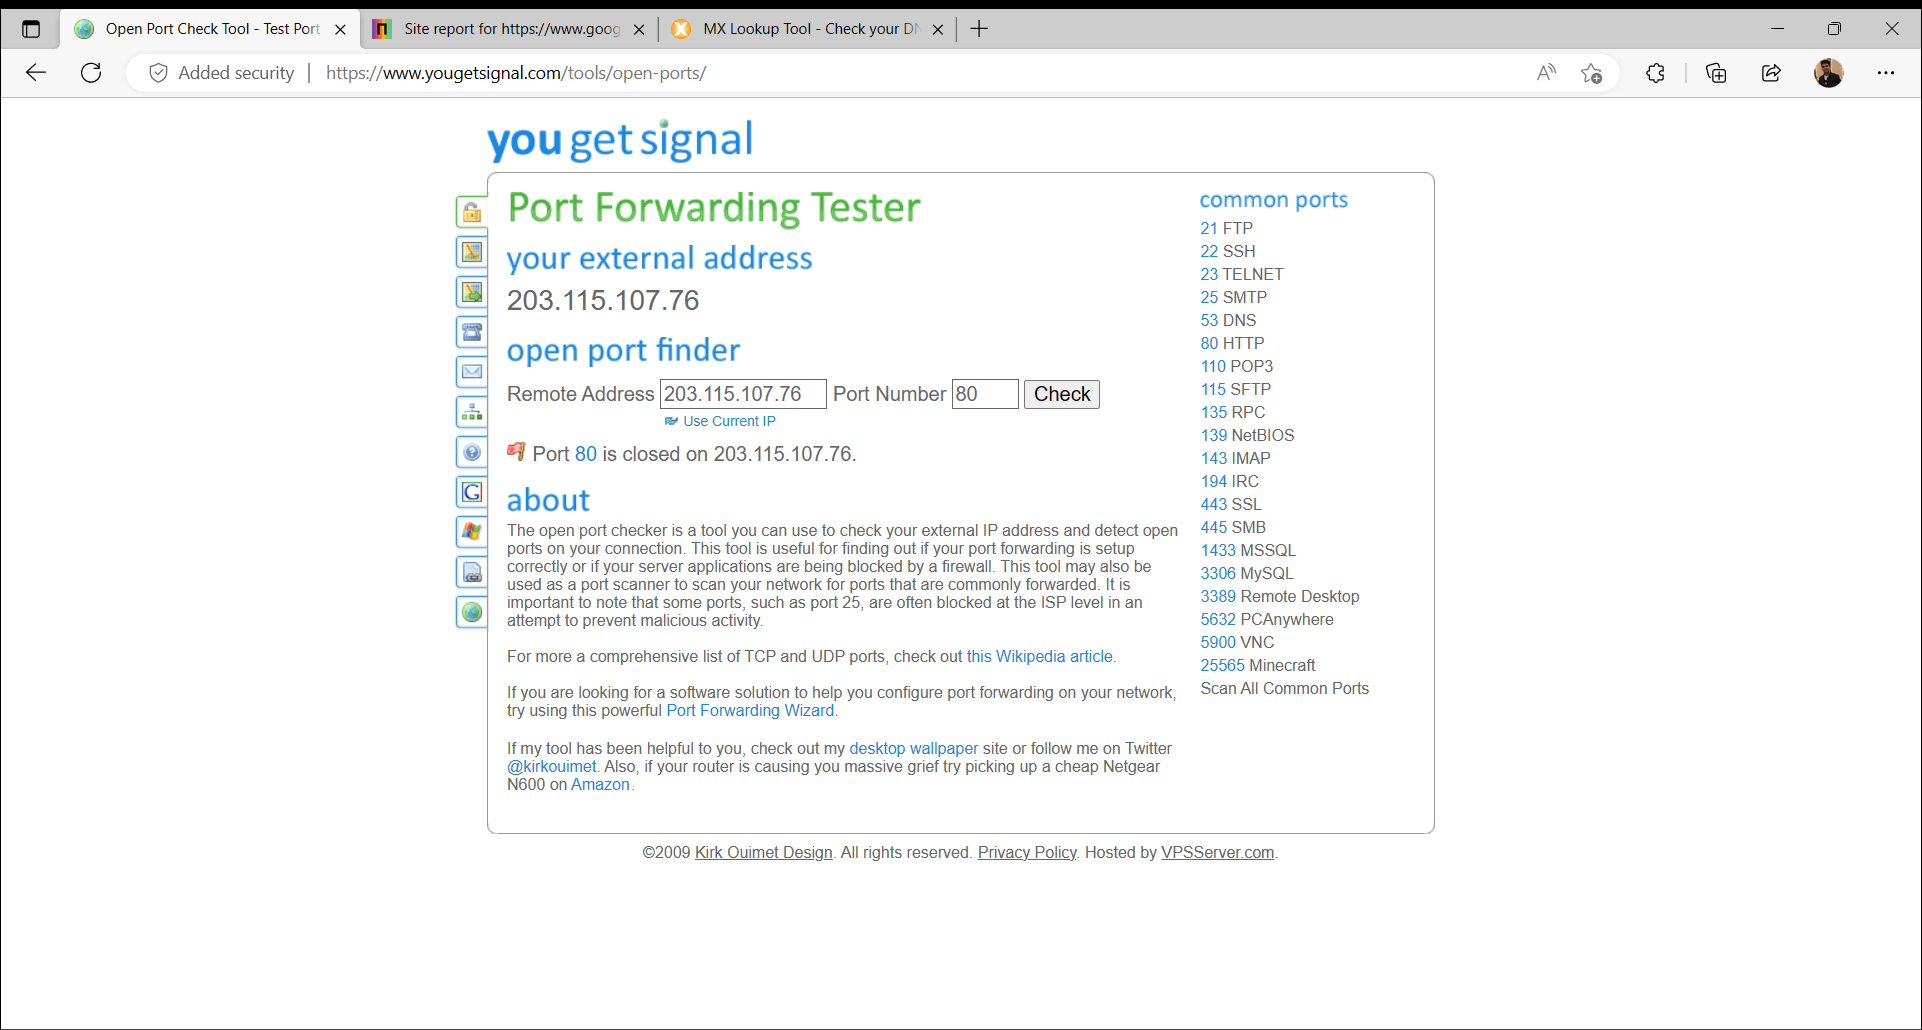 Open Port Check Tool - Test Port
Site report for https://www.goog
MX Lookup Tool - Check your DN
Added security
https://www.yougetsignal.com/tools/open-ports/
you get signal
Port Forwarding Tester
your external address
203.115.107.76
open port finder
Remote Address 203.115.107.76 Port Number 80 Check
Use Current IP
Port 80 is closed on 203.115.107.76.
about
The open port checker is a tool you can use to check your external IP address and detect open
ports on your connection. This tool is useful for finding out if your port forwarding is setup
correctly or if your server applications are being blocked by a firewall. This tool may also be
used as a port scanner to scan your network for ports that are commonly forwarded. It is
important to note that some ports, such as port 25, are often blocked at the ISP level in an
attempt to prevent malicious activity.
For more a comprehensive list of TCP and UDP ports, check out this Wikipedia article.
If you are looking for a software solution to help you configure port forwarding on your network,
try using this powerful Port Forwarding Wizard.
If my tool has been helpful to you, check out my desktop wallpaper site or follow me on Twitter
@kirkouimet. Also, if your router is causing you massive grief try picking up a cheap Netgear
N600 on Amazon.
common ports
21 FTP
22 SSH
23 TELNET
25 SMTP
53 DNS
80 HTTP
110 POP3
115 SFTP
135 RPC
139 NetBIOS
143 IMAP
194 IRC
443 SSL
445 SMB
1433 MSSQL
3306 MySQL
3389 Remote Desktop
5632 PCAnywhere
5900 VNC
25565 Minecraft
Scan All Common Ports
©2009 Kirk Ouimet Design. All rights reserved. Privacy Policy. Hosted by VPSServer.com.